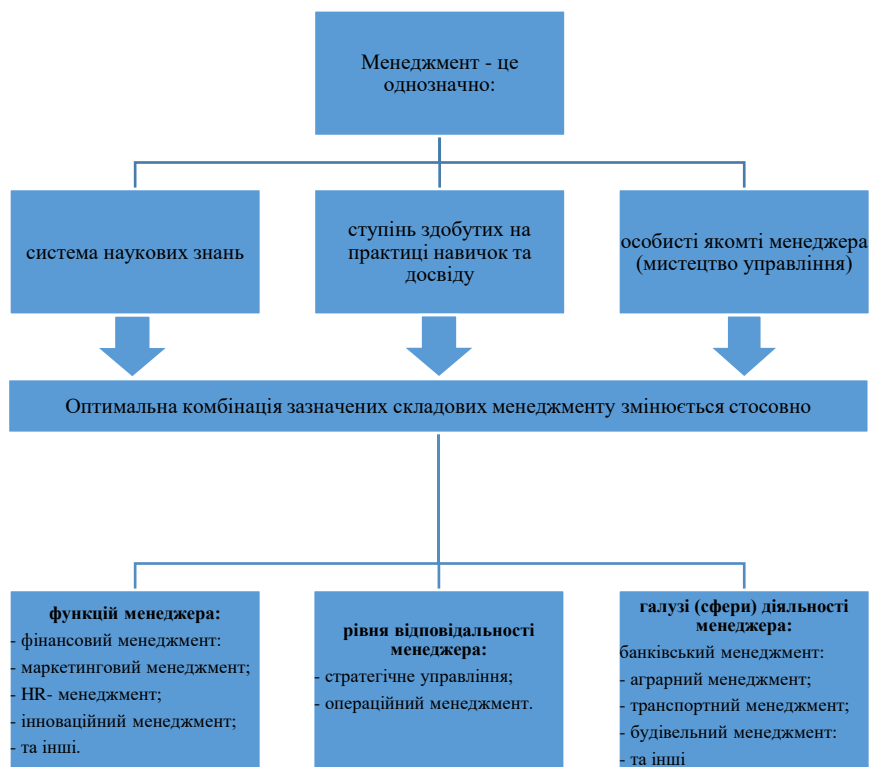 Менеджмент - це
однозначно:
система наукових знань
ступінь здобутих на
практиці навичок та
досвіду
особисті якомті менеджера
(мистецтво управління)
Оптимальна комбінація зазначених складових менеджменту змінюється стосовно
функцій менеджера:
- фінансовий менеджмент:
- маркетинговий менеджмент;
- HR- менеджмент;
- інноваційний менеджмент;
- та інші.
рівня відповідальності
менеджера:
- стратегічне управління;
- операційний менеджмент.
галузі (сфери) діяльності
менеджера:
банківський менеджмент:
- аграрний менеджмент;
- транспортний менеджмент;
- будівельний менеджмент:
- та інші